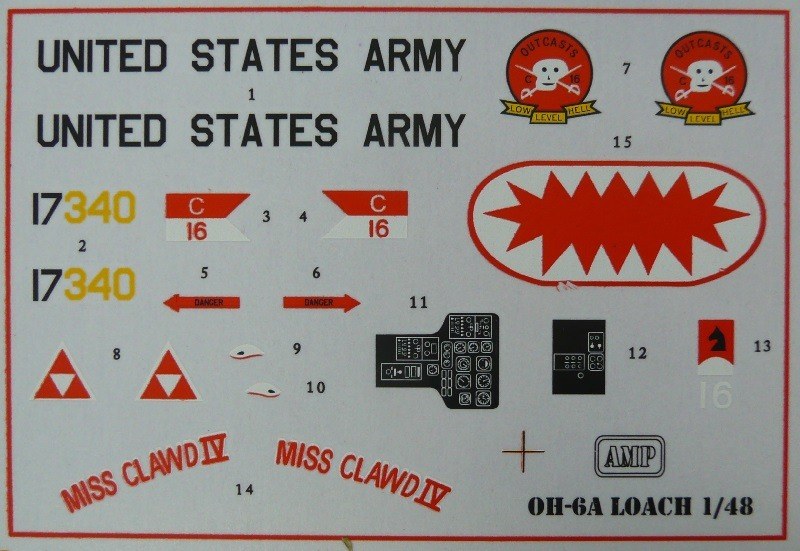 UNITED STATES ARMY
1
UNITED STATES ARMY
OUTCASTS
C 16
LOW LEVEL HELL
7
OUTCASTS
C 16
LOW LEVEL HELL
15
17340
2
17340
C
16
3
4
C
16
5
DANGER
6
DANGER
11
8
9
10
12
13
16
MISS CLAWD IV
14
MISS CLAWD IV
AMP
OH-6A LOACH 1/48